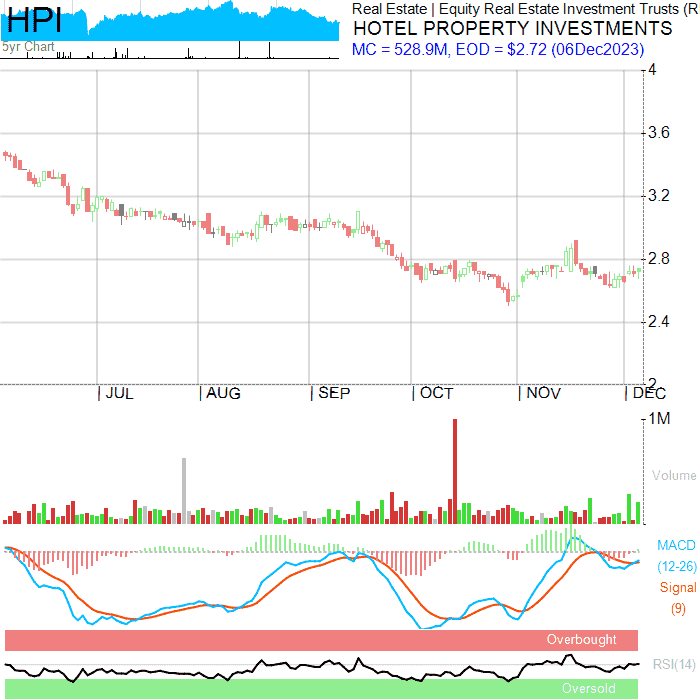 HPI
5yr Chart
Real Estate | Equity Real Estate Investment Trusts (R
HOTEL PROPERTY INVESTMENTS
MC = 528.9M, EOD = $2.72 (06Dec2023)
4
3.6
3.2
2.8
2.4
2
| JUL | AUG | SEP | OCT | NOV | DEC
1M
Volume
MACD
(12-26)
Signal
(9)
Overbought
RSI(14)
Oversold